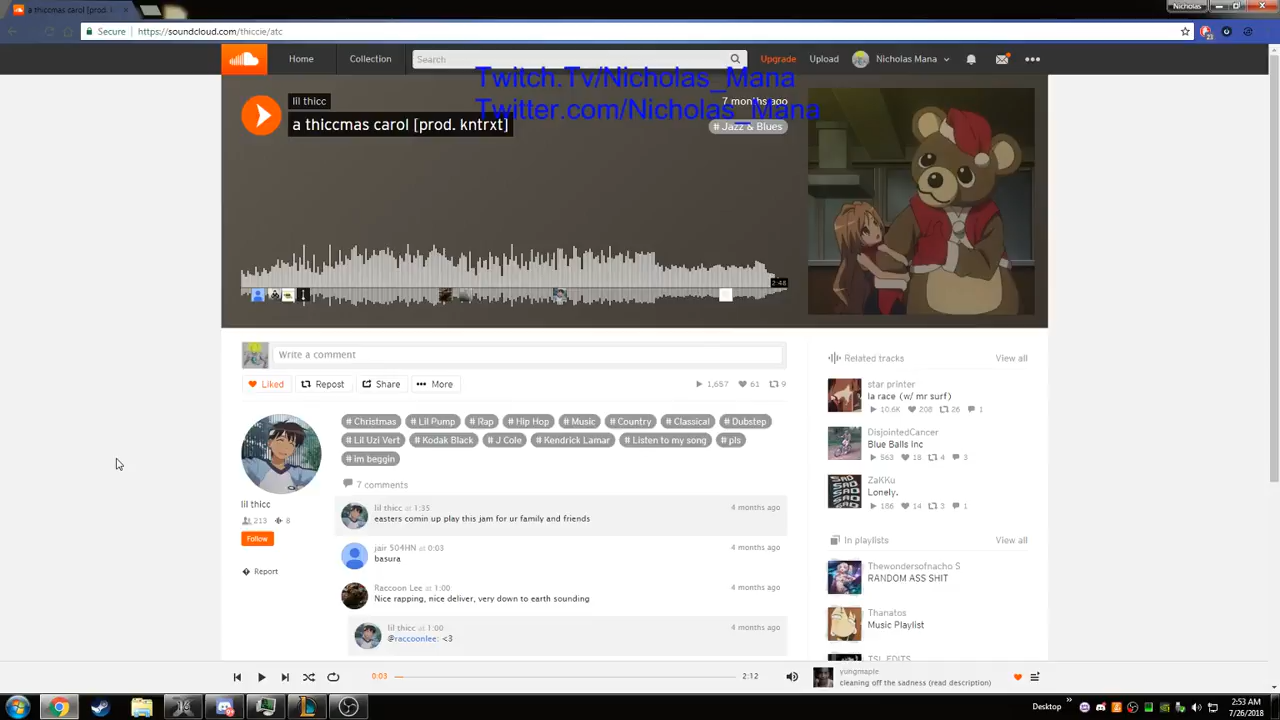 a thiccmas carol [prod. k
Nicholas
Secure
https://soundcloud.com/thiccie/atc
Home
Collection
Search
Upgrade
Upload
Nicholas Mana
Twitch.Tv/Nicholas_Mana
Twitter.com/Nicholas_Mana
lil thicc
7 months ago
a thiccmas carol [prod. kntrxt]
# Jazz & Blues
2:48
Write a comment
Liked
Repost
Share
More
1,657
61
9
# Christmas
# Lil Pump
# Rap
# Hip Hop
# Music
# Country
# Classical
# Dubstep
# Lil Uzi Vert
# Kodak Black
# J Cole
# Kendrick Lamar
# Listen to my song
# pls
# im beggin
lil thicc
213
8
Follow
Report
7 comments
lil thicc at 1:35
4 months ago
easters comin up play this jam for ur family and friends
jair 504HN at 0:03
4 months ago
basura
Raccoon Lee at 1:00
4 months ago
Nice rapping, nice deliver, very down to earth sounding
lil thicc at 1:00
4 months ago
@raccoonlee: <3
Related tracks
View all
star printer
la race (w/ mr surf)
10.6K
208
26
1
DisjointedCancer
Blue Balls Inc
563
18
4
3
ZaKKu
Lonely.
186
14
3
1
In playlists
View all
Thewondersofnacho S
RANDOM ASS SHIT
Thanatos
Music Playlist
TSL EDITS
0:03
2:12
yungmaple
cleaning off the sadness (read description)
Desktop
2:53 AM
7/26/2018